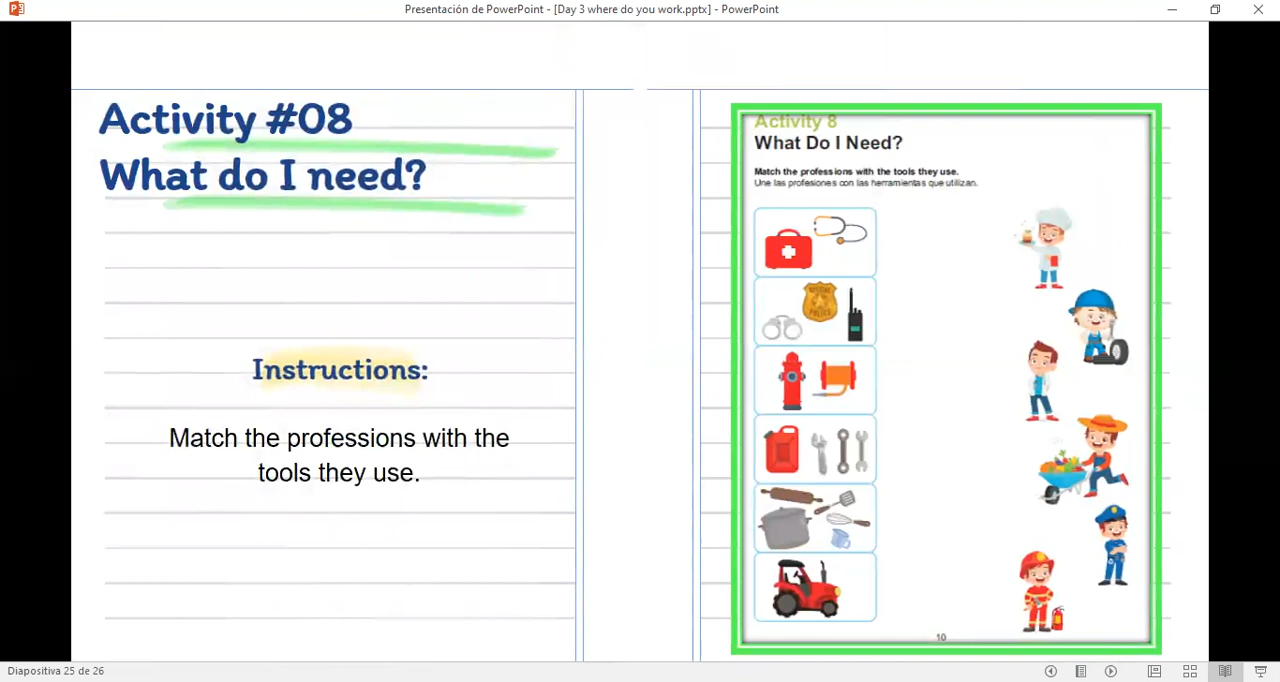 Presentación de PowerPoint - [Day 3 where do you work.pptx] - PowerPoint
Activity #08
What do I need?
Instructions:
Match the professions with the
tools they use.
Activity 8
What Do I Need?
Match the professions with the tools they use.
Une las profesiones con las herramientas que utilizan.
POLICE
10
Diapositiva 25 de 26